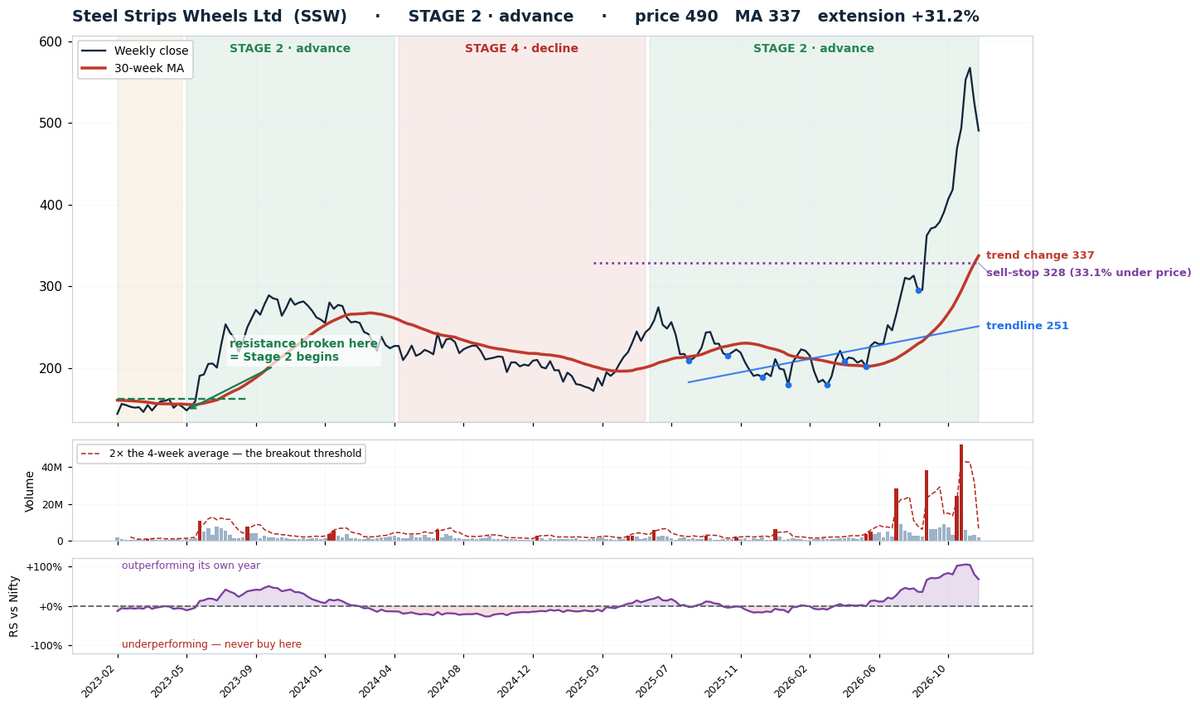 Steel Strips Wheels Ltd (SSW) · STAGE 2 · advance · price 490 MA 337 extension +31.2%
600
500
400
300
200
Weekly close
30-week MA
STAGE 2 · advance
STAGE 4 · decline
STAGE 2 · advance
resistance broken here
= Stage 2 begins
trend change 337
sell-stop 328 (33.1% under price)
trendline 251
Volume
40M
20M
0
2× the 4-week average — the breakout threshold
RS vs Nifty
+100%
+0%
-100%
outperforming its own year
underperforming — never buy here
2023-02
2023-05
2023-09
2024-01
2024-04
2024-08
2024-12
2025-03
2025-07
2025-11
2026-02
2026-06
2026-10